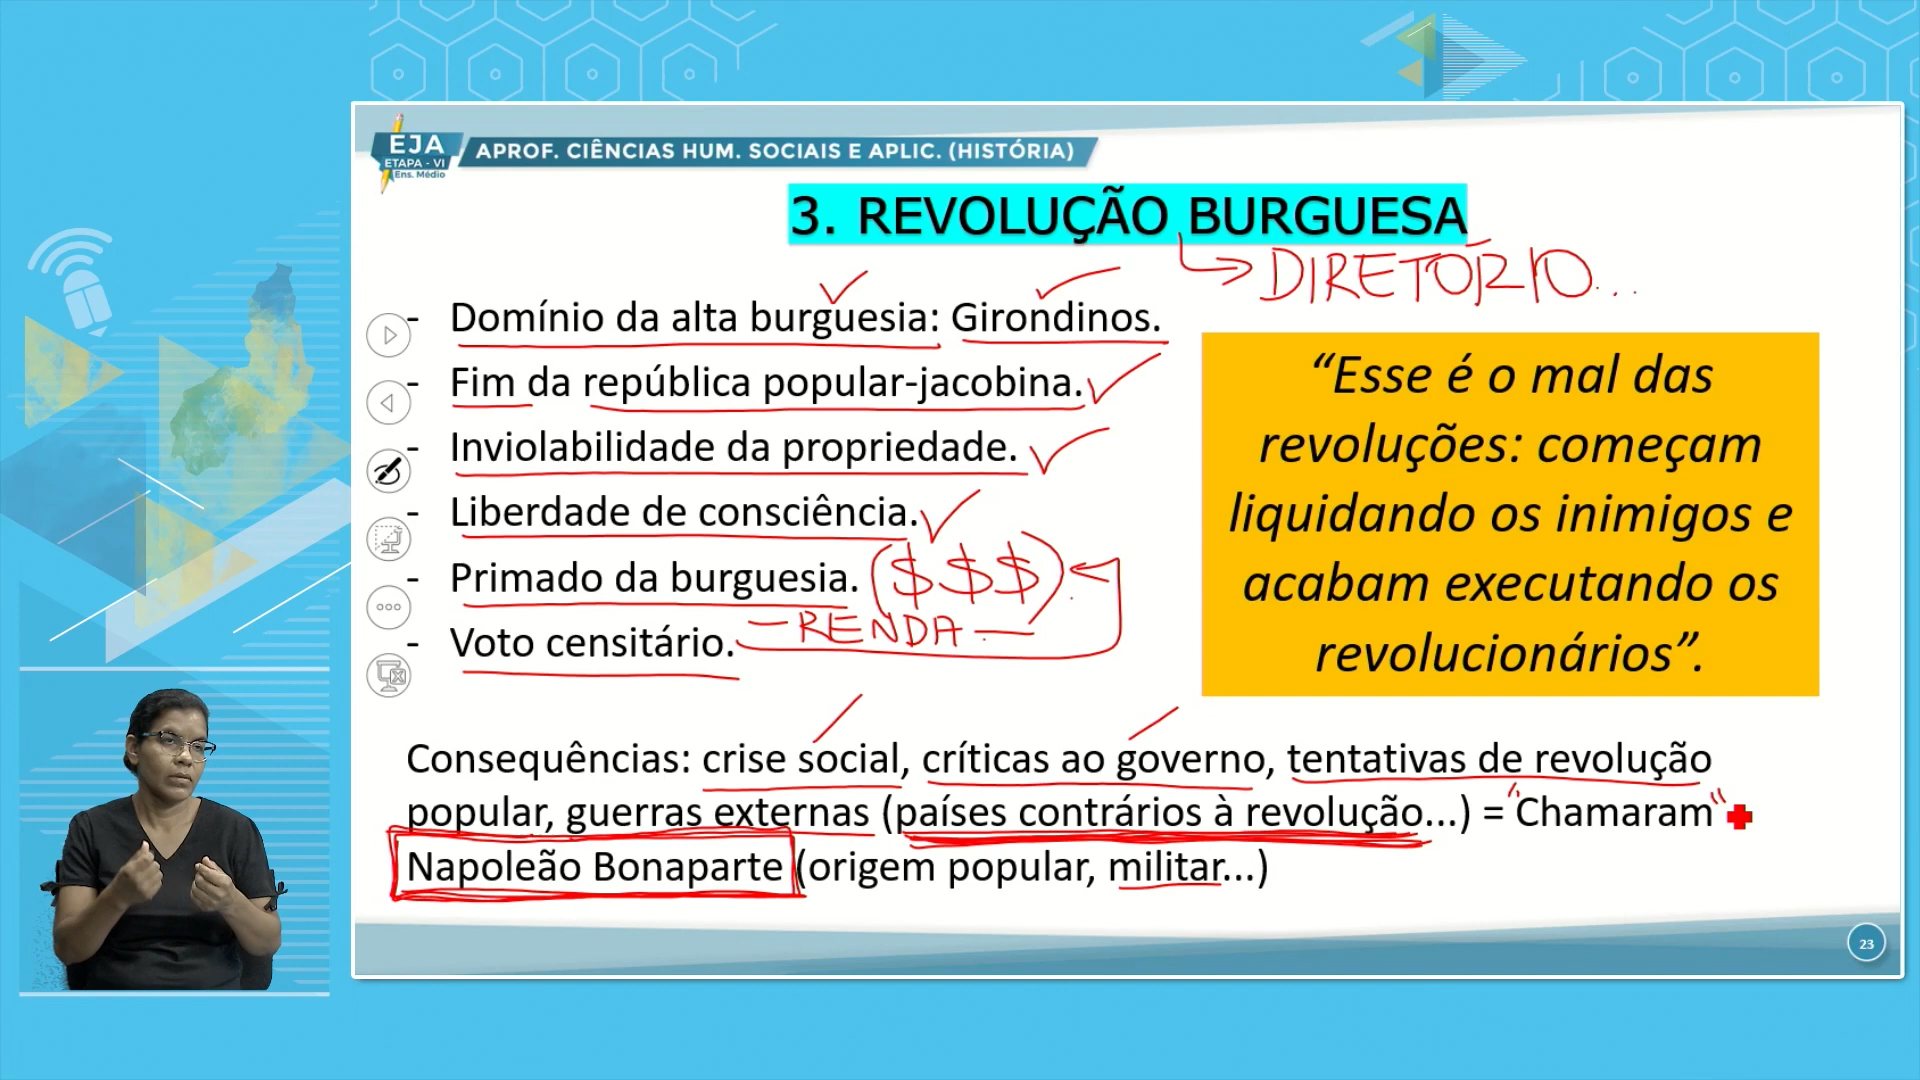 EJA
ETAPA - VI
Ens. Médio
APROF. CIÊNCIAS HUM. SOCIAIS E APLIC. (HISTÓRIA)
3. REVOLUÇÃO BURGUESA
DIRETÓRIO...
- Domínio da alta burguesia: Girondinos.
- Fim da república popular-jacobina.
- Inviolabilidade da propriedade.
- Liberdade de consciência.
- Primado da burguesia. ($$$)
- RENDA -
- Voto censitário.
“Esse é o mal das
revoluções: começam
liquidando os inimigos e
acabam executando os
revolucionários”.
Consequências: crise social, críticas ao governo, tentativas de revolução
popular, guerras externas (países contrários à revolução...) = "Chamaram"
Napoleão Bonaparte (origem popular, militar...)
23